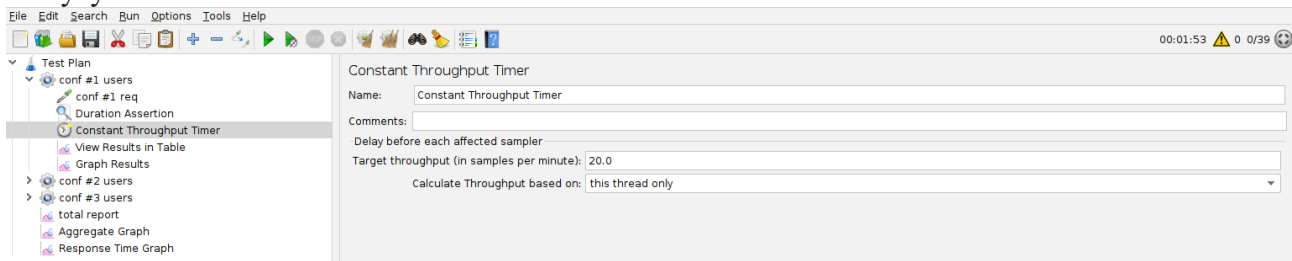 File Edit Search Run Options Tools Help
00:01:53 0 0/39
Test Plan
conf #1 users
conf #1 req
Duration Assertion
Constant Throughput Timer
View Results in Table
Graph Results
conf #2 users
conf #3 users
total report
Aggregate Graph
Response Time Graph
Constant Throughput Timer
Name: Constant Throughput Timer
Comments:
Delay before each affected sampler
Target throughput (in samples per minute): 20.0
Calculate Throughput based on: this thread only